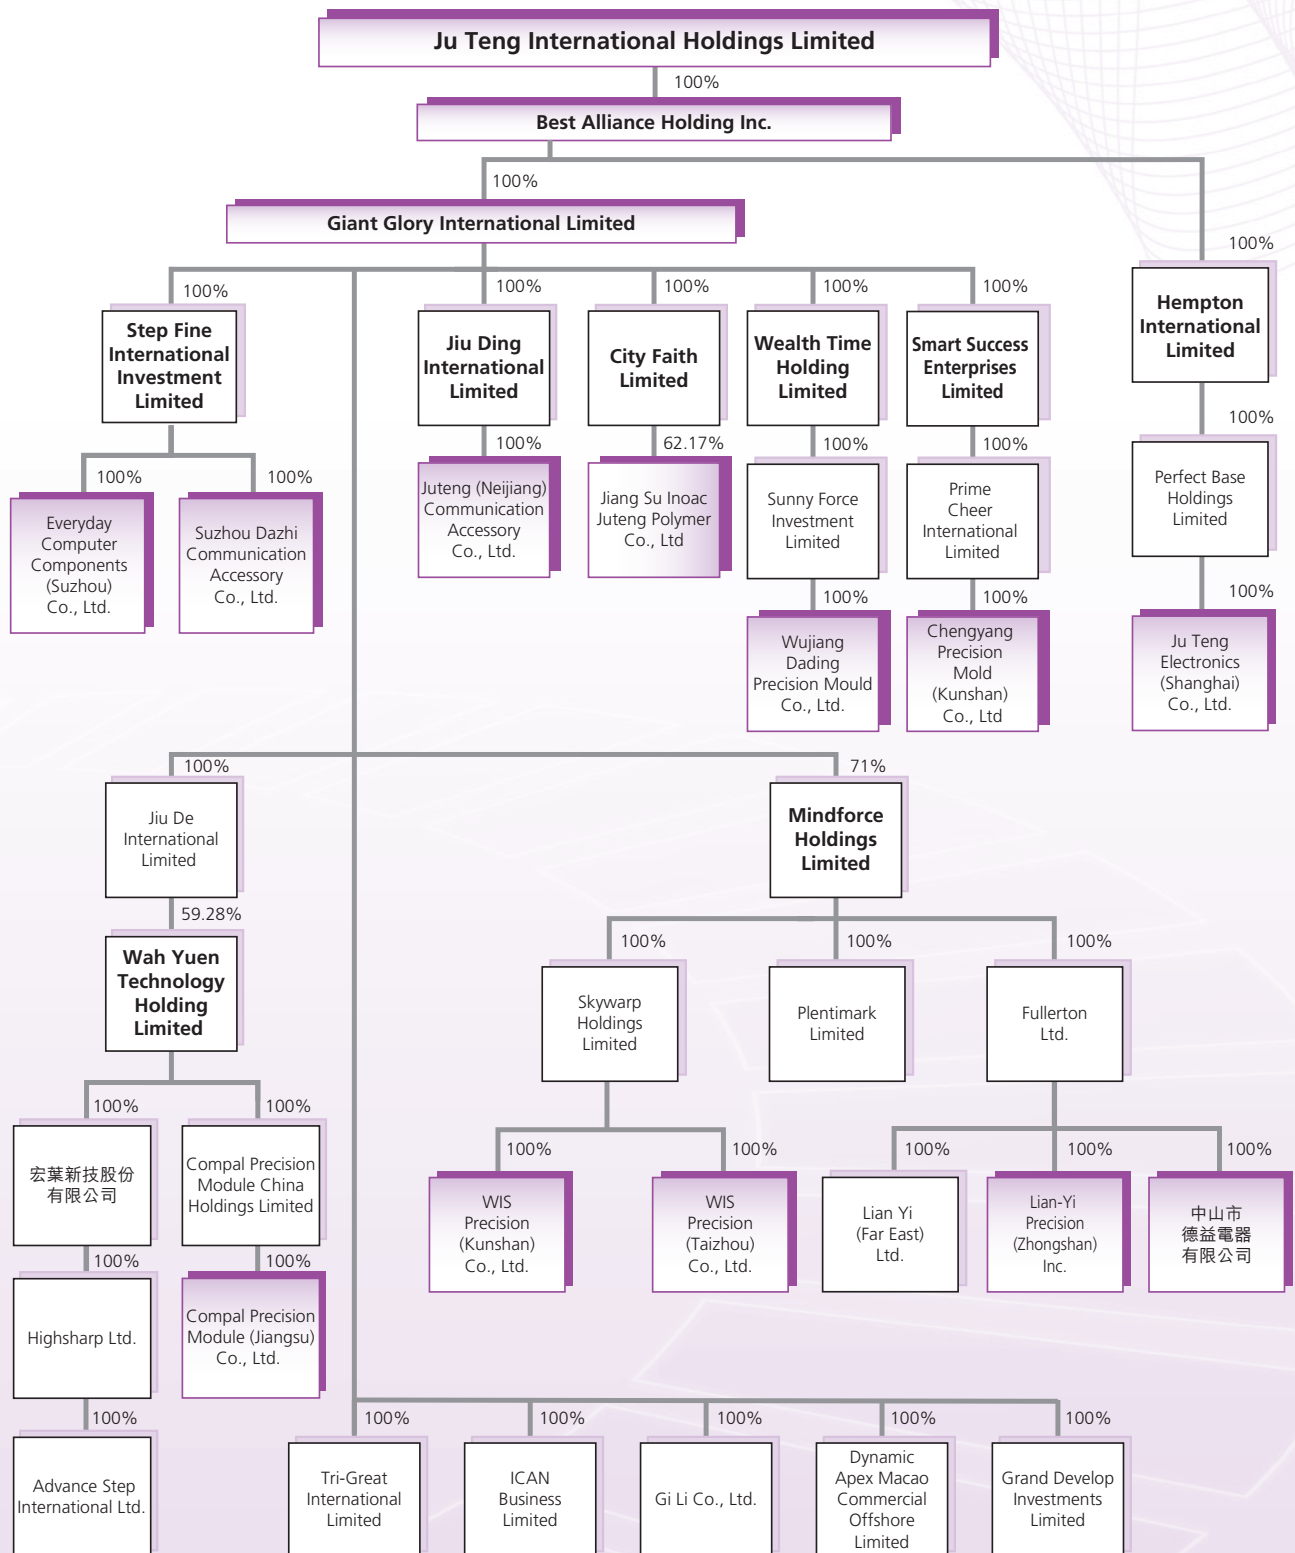 Ju Teng International Holdings Limited
100%
Best Alliance Holding Inc.
100%
Giant Glory International Limited
100%
Hempton
International
Limited
100%
Perfect Base
Holdings
Limited
100%
Ju Teng
Electronics
(Shanghai)
Co., Ltd.
100%
Step Fine
International
Investment
Limited
100%
Everyday
Computer
Components
(Suzhou)
Co., Ltd.
100%
Suzhou Dazhi
Communication
Accessory
Co., Ltd.
100%
Jiu Ding
International
Limited
100%
Juteng (Neijiang)
Communication
Accessory
Co., Ltd.
100%
City Faith
Limited
62.17%
Jiang Su Inoac
Juteng Polymer
Co., Ltd
100%
Wealth Time
Holding
Limited
100%
Sunny Force
Investment
Limited
100%
Wujiang
Dading
Precision Mould
Co., Ltd.
100%
Smart Success
Enterprises
Limited
100%
Prime
Cheer
International
Limited
100%
Chengyang
Precision
Mold
(Kunshan)
Co., Ltd
100%
Jiu De
International
Limited
59.28%
Wah Yuen
Technology
Holding
Limited
100%
宏葉新技股份
有限公司
100%
Highsharp Ltd.
100%
Advance Step
International Ltd.
100%
Compal Precision
Module China
Holdings Limited
100%
Compal Precision
Module (Jiangsu)
Co., Ltd.
71%
Mindforce
Holdings
Limited
100%
Skywarp
Holdings
Limited
100%
WIS
Precision
(Kunshan)
Co., Ltd.
100%
WIS
Precision
(Taizhou)
Co., Ltd.
100%
Plentimark
Limited
100%
Fullerton
Ltd.
100%
Lian Yi
(Far East)
Ltd.
100%
Lian-Yi
Precision
(Zhongshan)
Inc.
100%
中山市
德益電器
有限公司
100%
Tri-Great
International
Limited
100%
ICAN
Business
Limited
100%
Gi Li Co., Ltd.
100%
Dynamic
Apex Macao
Commercial
Offshore
Limited
100%
Grand Develop
Investments
Limited